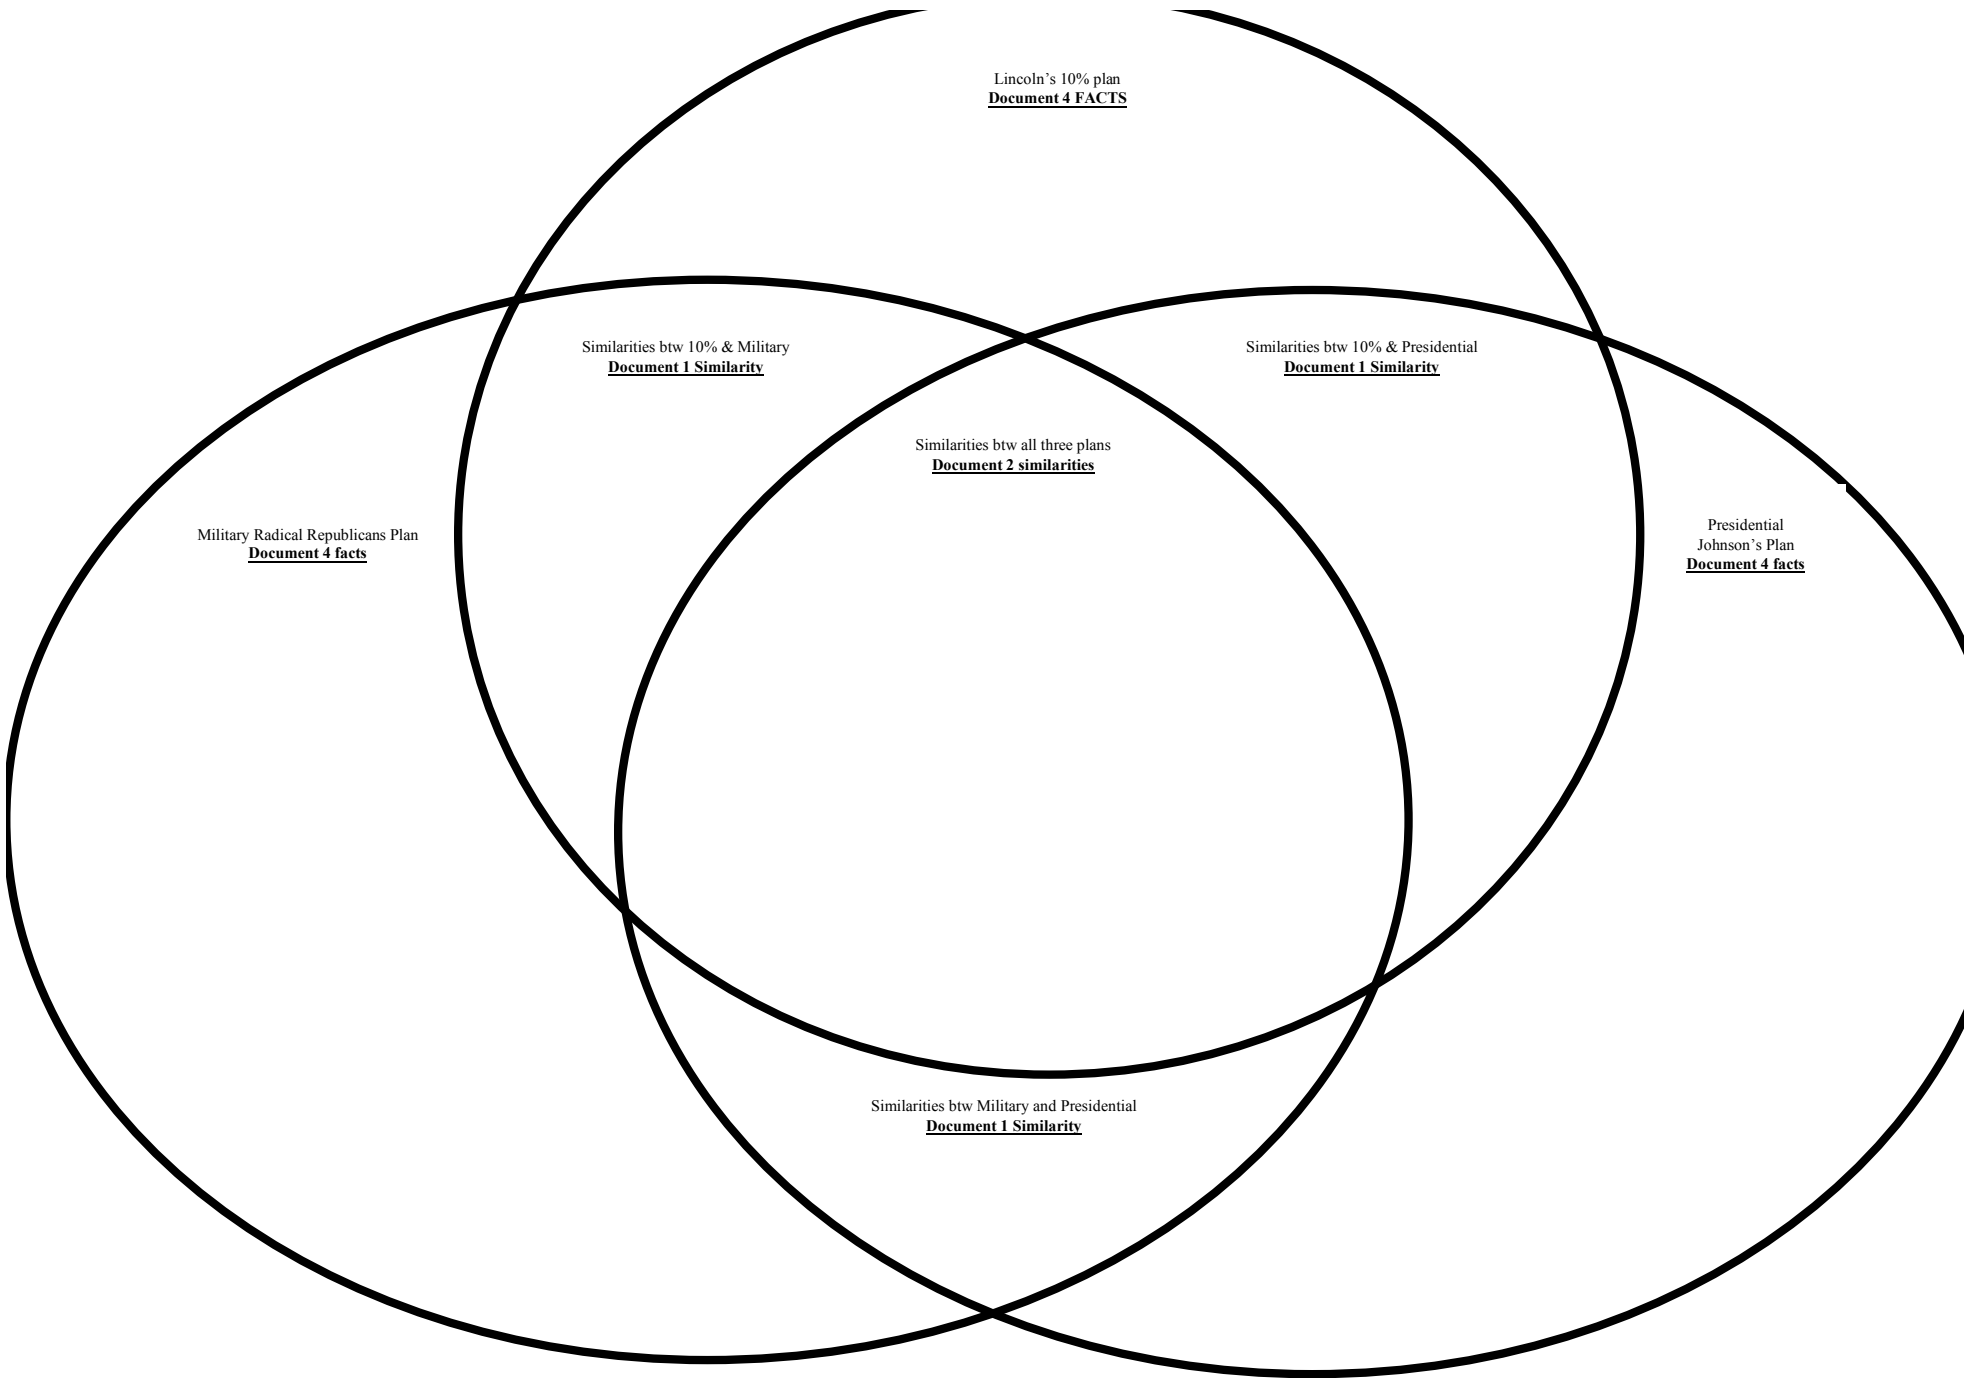 Lincoln’s 10% plan
Document 4 FACTS
Similarities btw 10% & Military
Document 1 Similarity
Similarities btw 10% & Presidential
Document 1 Similarity
Similarities btw all three plans
Document 2 similarities
Military Radical Republicans Plan
Document 4 facts
Presidential
Johnson’s Plan
Document 4 facts
Similarities btw Military and Presidential
Document 1 Similarity